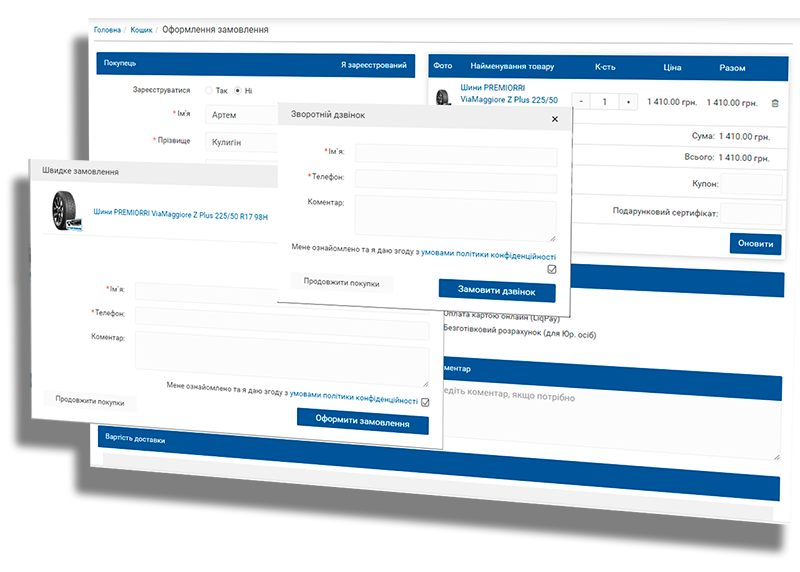 Головна / Кошик / Оформлення замовлення
Покупець
Я зареєстрований
Зареєструватися Так Ні
* Ім'я Артем
* Прізвище Кулигін
Фото Найменування товару К-сть Ціна Разом
Шини PREMIORRI
ViaMaggiore Z Plus 225/50
- 1 + 1 410.00 грн. 1 410.00 грн.
Сума: 1 410.00 грн.
Всього: 1 410.00 грн.
Купон:
Подарунковий сертифікат:
Оновити
Зворотній дзвінок ×
*Ім`я:
*Телефон:
Коментар:
Мене ознайомлено та я даю згоду з умовами політики конфіденційності
Продовжити покупки
Замовити дзвінок
Швидке замовлення
Шини PREMIORRI ViaMaggiore Z Plus 225/50 R17 98H
*Ім`я:
*Телефон:
Коментар:
Мене ознайомлено та я даю згоду з умовами політики конфіденційності
Продовжити покупки
Оформити замовлення
Оплата картою онлайн (LiqPay)
Безготівковий розрахунок (для Юр. осіб)
ментар
едіть коментар, якщо потрібно
Вартість доставки